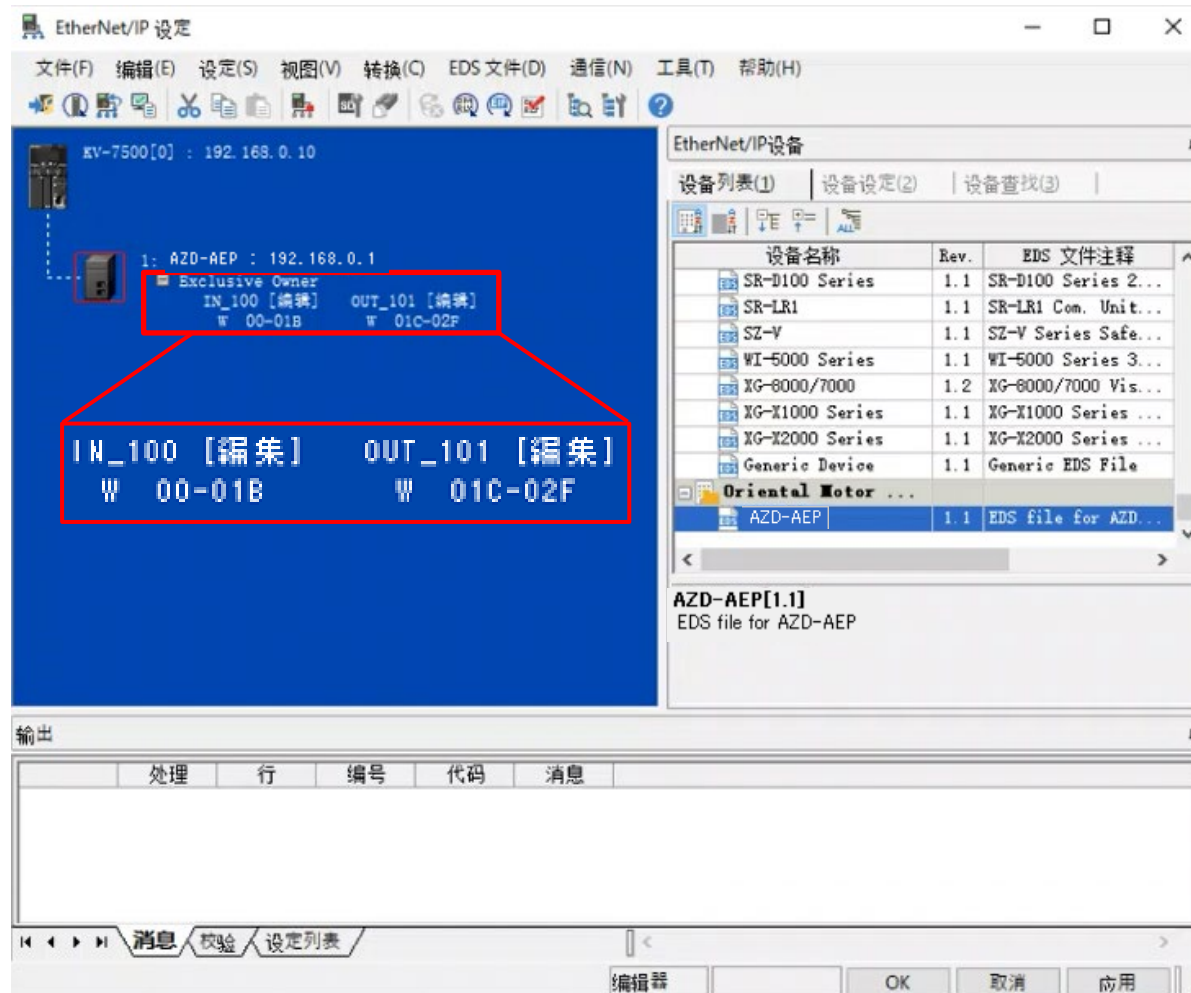 EtherNet/IP 设定
文件(F) 编辑(E) 设定(S) 视图(V) 转换(C) EDS 文件(D) 通信(N) 工具(T) 帮助(H)
KV-7500[0] : 192.168.0.10
1: AZD-AEP : 192.168.0.1
Exclusive Owner
IN_100 [编辑] OUT_101 [编辑]
W 00-01B W 01C-02F
IN_100 [編集] OUT_101 [編集]
W 00-01B W 01C-02F
EtherNet/IP设备
设备列表(1) 设备设定(2) 设备查找(3)
设备名称 Rev. EDS 文件注释
SR-D100 Series 1.1 SR-D100 Series 2...
SR-LR1 1.1 SR-LR1 Com. Unit...
SZ-V 1.1 SZ-V Series Safe...
WI-5000 Series 1.1 WI-5000 Series 3...
XG-8000/7000 1.2 XG-8000/7000 Vis...
XG-X1000 Series 1.1 XG-X1000 Series ...
XG-X2000 Series 1.1 XG-X2000 Series ...
Generic Device 1.1 Generic EDS File
Oriental Motor ...
AZD-AEP 1.1 EDS file for AZD...
AZD-AEP[1.1]
EDS file for AZD-AEP
输出
处理 行 编号 代码 消息
消息 校验 设定列表
编辑器 OK 取消 应用